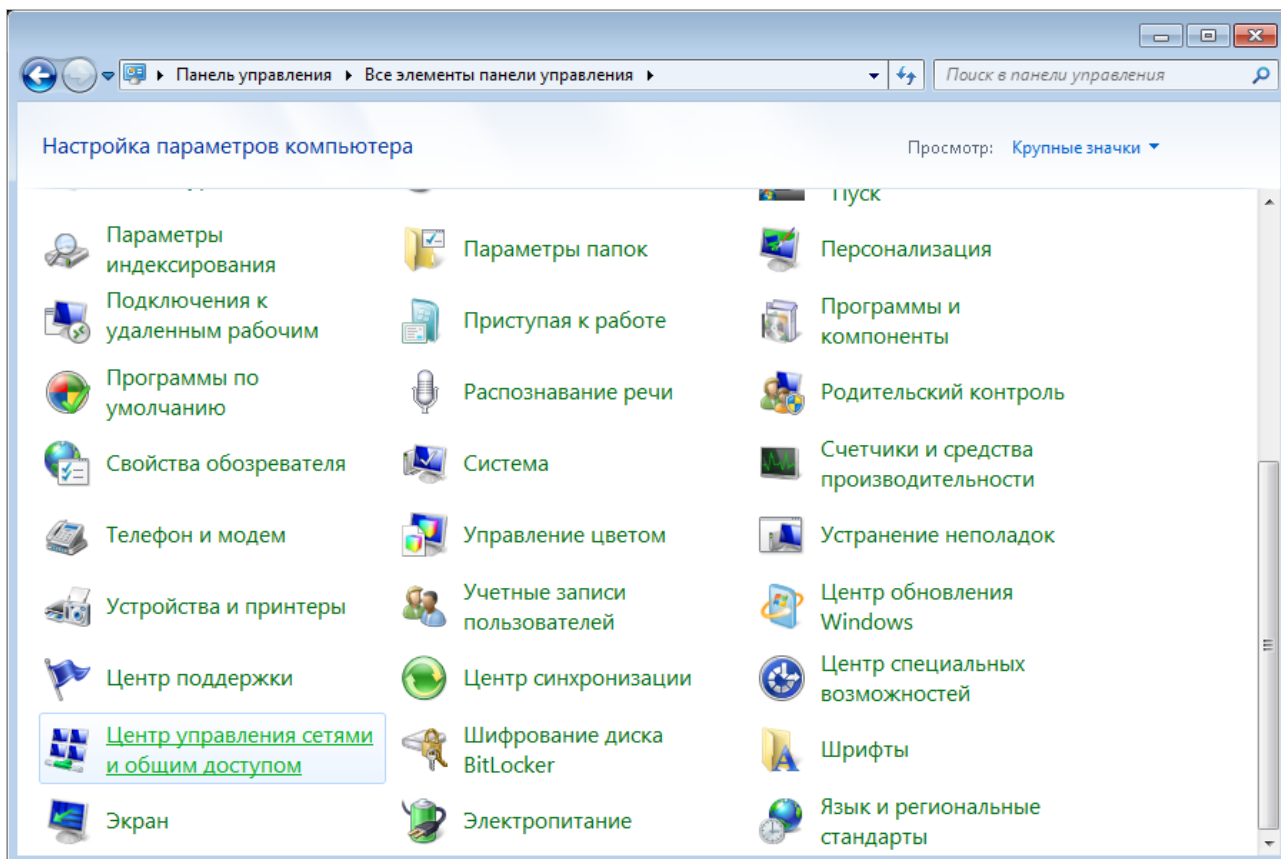 Панель управления Все элементы панели управления
Поиск в панели управления
Настройка параметров компьютера
Просмотр: Крупные значки
Пуск
Параметры
индексирования
Параметры папок
Персонализация
Подключения к
удаленным рабочим
Приступая к работе
Программы и
компоненты
Программы по
умолчанию
Распознавание речи
Родительский контроль
Свойства обозревателя
Система
Счетчики и средства
производительности
Телефон и модем
Управление цветом
Устранение неполадок
Устройства и принтеры
Учетные записи
пользователей
Центр обновления
Windows
Центр поддержки
Центр синхронизации
Центр специальных
возможностей
Центр управления сетями
и общим доступом
Шифрование диска
BitLocker
Шрифты
Экран
Электропитание
Язык и региональные
стандарты